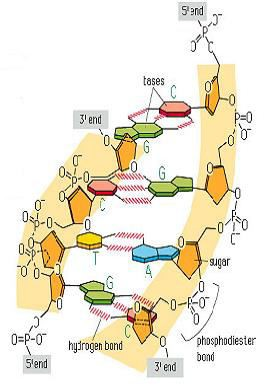 5' end
O
P
O⁻
O
C
bases
C
3' end
G
O
P
O⁻
C
G
O
P
O⁻
T
A
sugar
G
C
O
P
O⁻
hydrogen bond
phosphodiester
bond
O⁻
O=P-O⁻
5' end
3' end